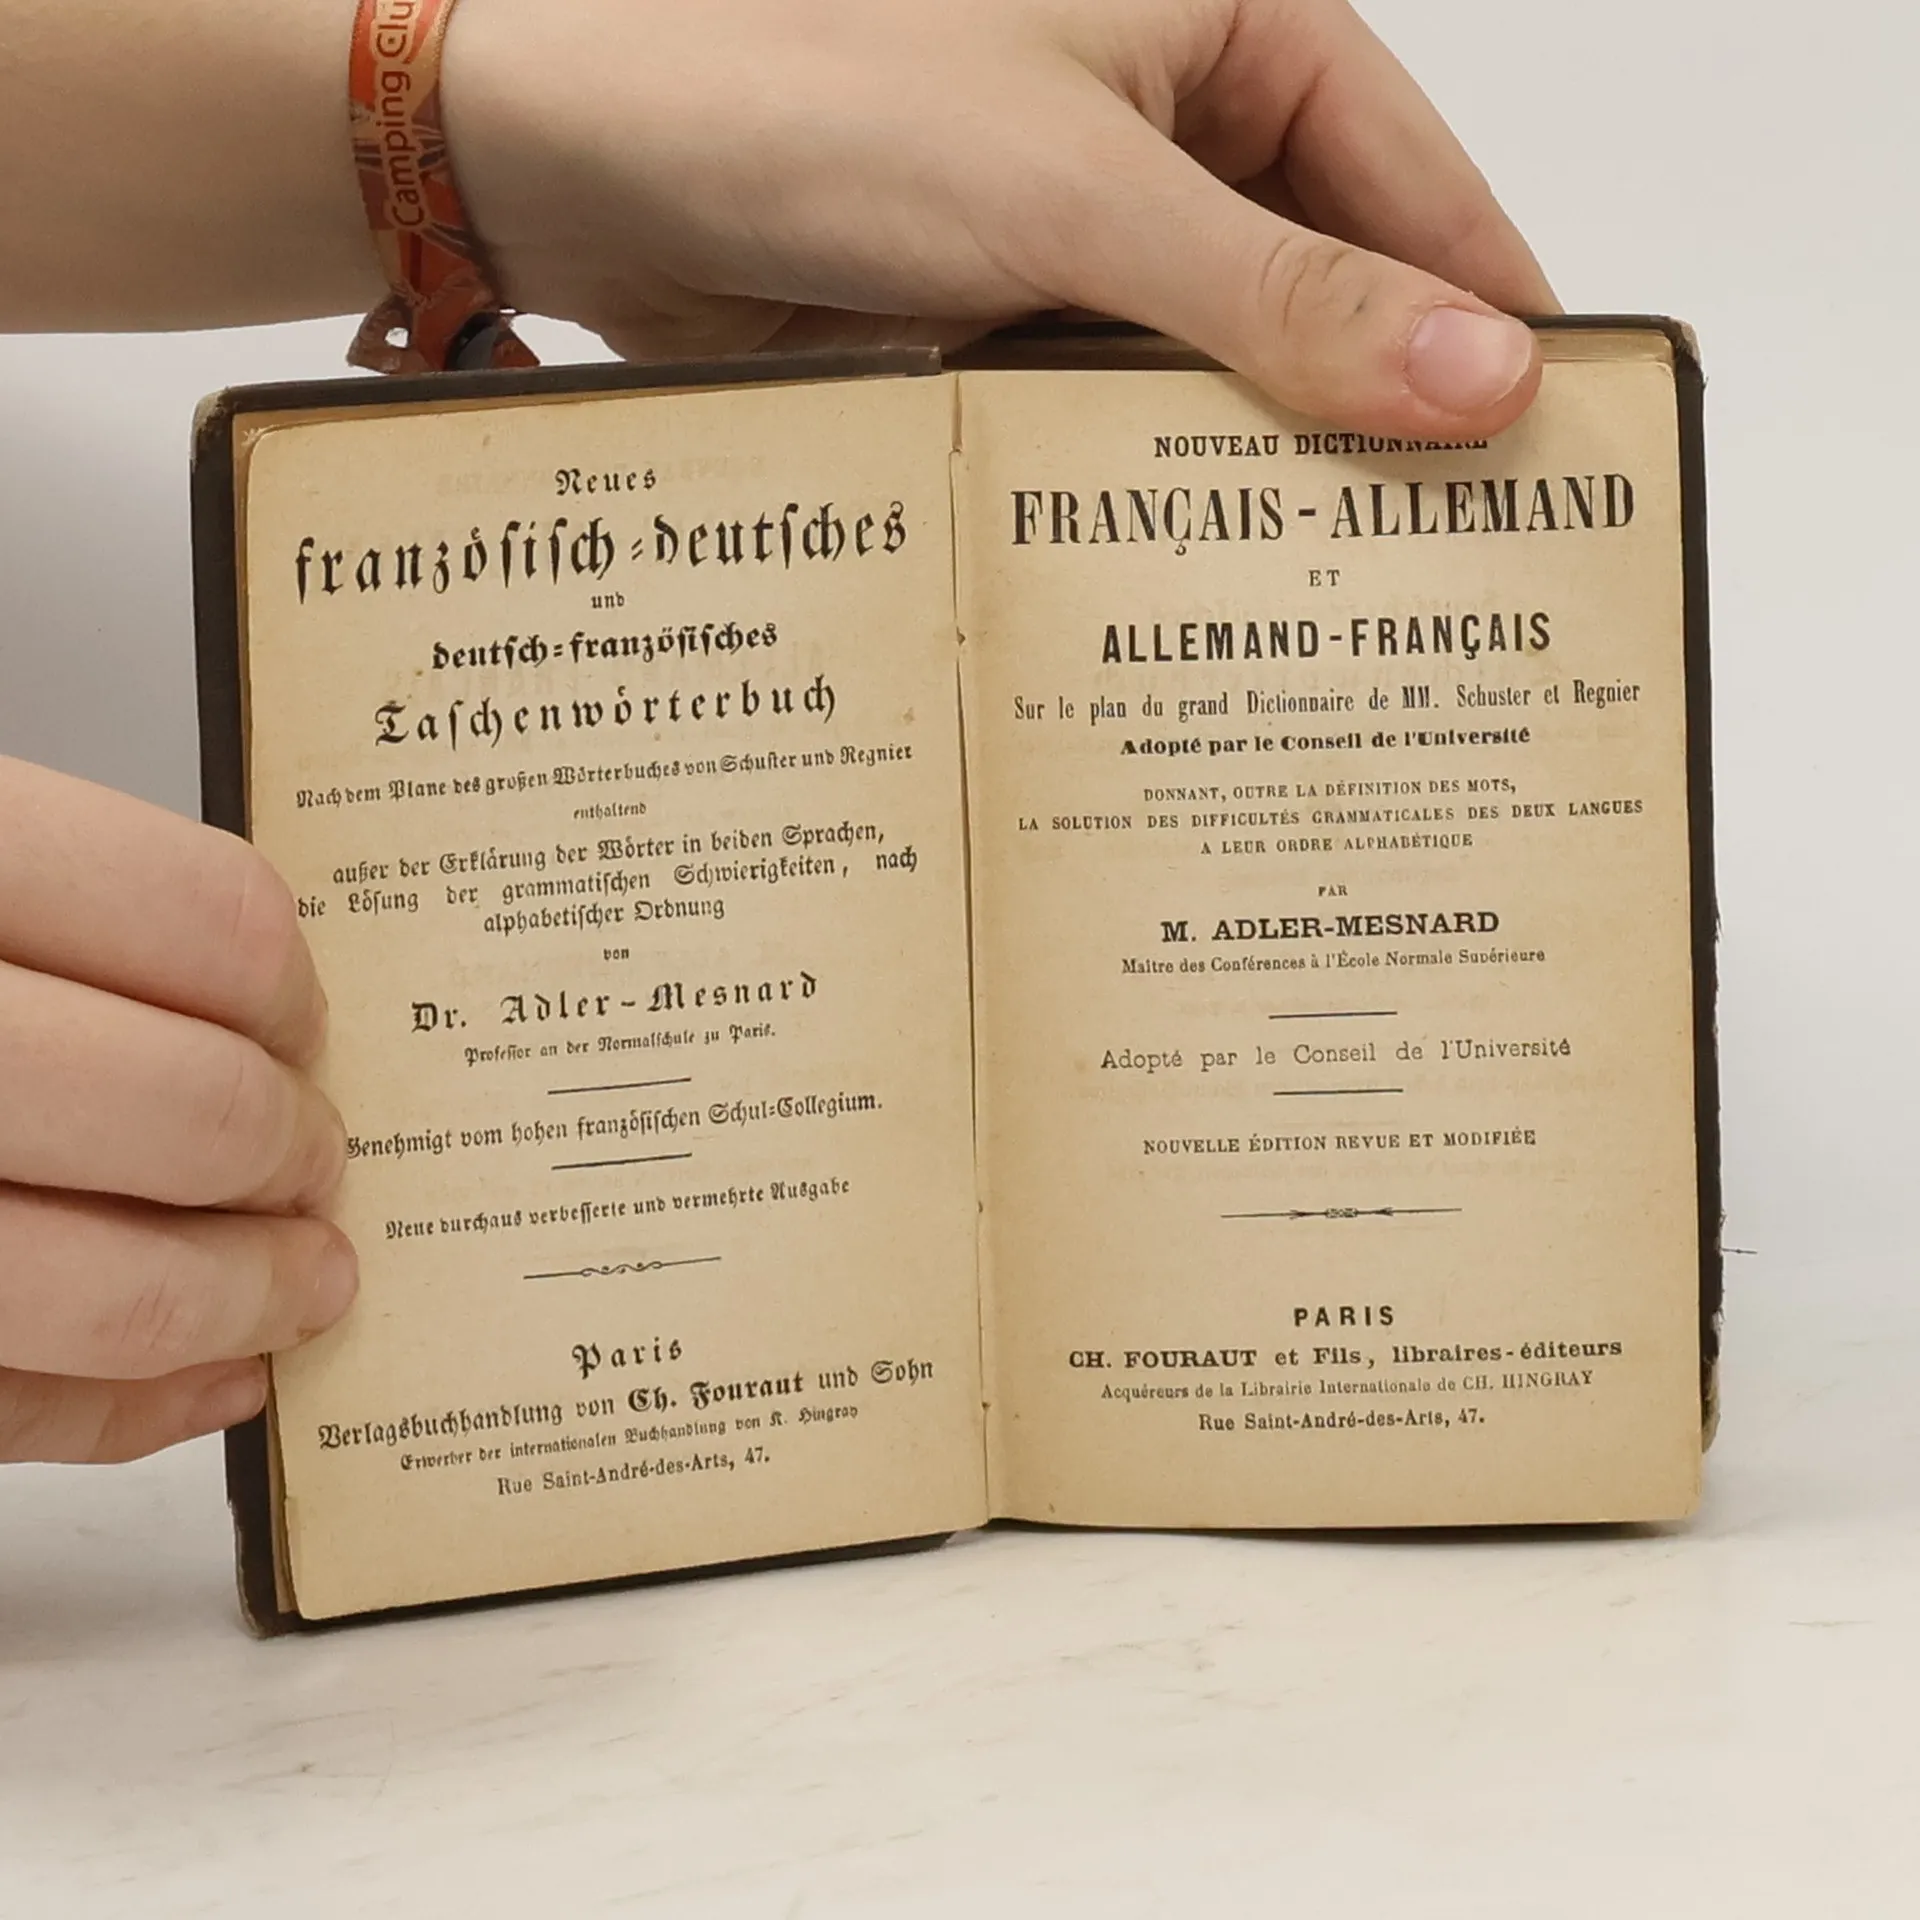 Camping Clu
Neues
französisch-deutsches
und
deutsch-französisches
Taschenwörterbuch
Nach dem Plane des großen Wörterbuches von Schuster und Regnier
enthaltend
außer der Erklärung der Wörter in beiden Sprachen,
die Lösung der grammatischen Schwierigkeiten, nach
alphabetischer Ordnung
von
Dr. Adler-Mesnard
Professor an der Normalschule zu Paris.
Genehmigt vom hohen französischen Schul-Collegium.
Neue durchaus verbesserte und vermehrte Ausgabe
Paris
Verlagsbuchhandlung von Ch. Fouraut und Sohn
Erwerber der internationalen Buchhandlung von K. Hingray
Rue Saint-André-des-Arts, 47.
NOUVEAU DICTIONNAIRE
FRANÇAIS-ALLEMAND
ET
ALLEMAND-FRANÇAIS
Sur le plan du grand Dictionnaire de MM. Schuster et Regnier
Adopté par le Conseil de l'Université
DONNANT, OUTRE LA DÉFINITION DES MOTS,
LA SOLUTION DES DIFFICULTÉS GRAMMATICALES DES DEUX LANGUES
A LEUR ORDRE ALPHABÉTIQUE
PAR
M. ADLER-MESNARD
Maître des Conférences à l'École Normale Supérieure
Adopté par le Conseil de l'Université
NOUVELLE ÉDITION REVUE ET MODIFIÉE
PARIS
CH. FOURAUT et Fils, libraires-éditeurs
Acquéreurs de la Librairie Internationale de CH. HINGRAY
Rue Saint-André-des-Arts, 47.